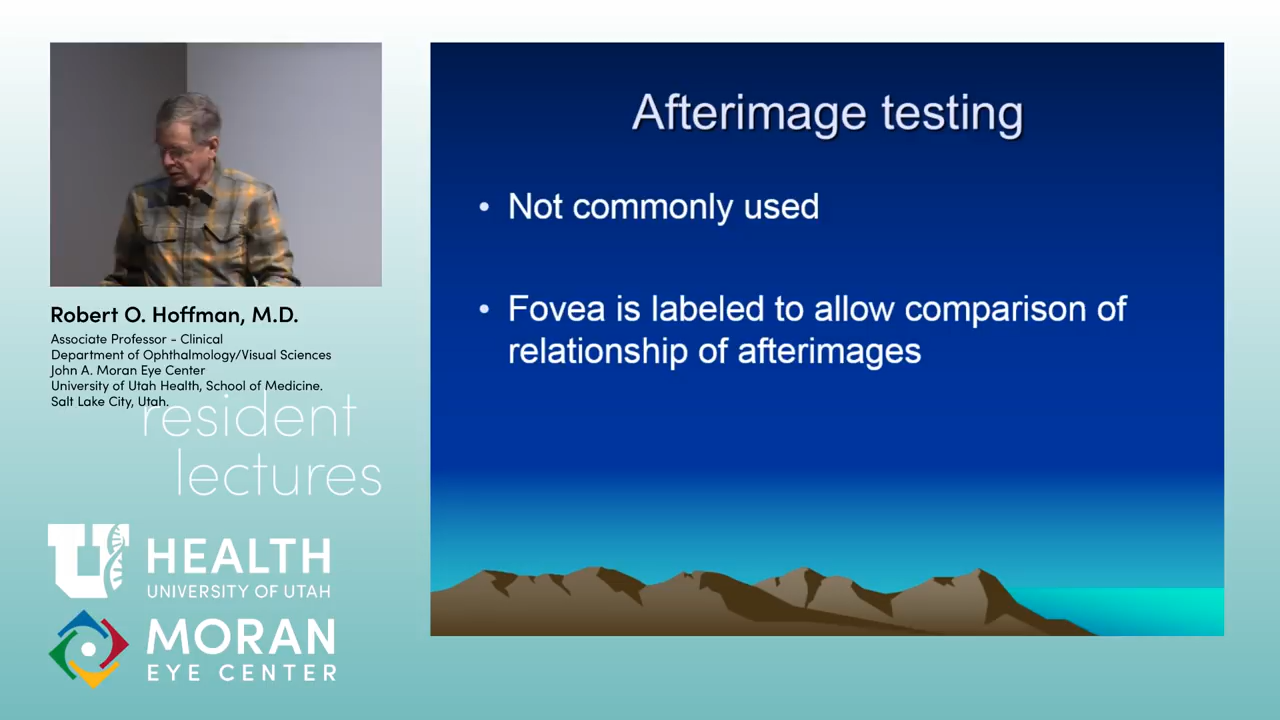 Afterimage testing
• Not commonly used
• Fovea is labeled to allow comparison of
relationship of afterimages
Robert O. Hoffman, M.D.
Associate Professor - Clinical
Department of Ophthalmology/Visual Sciences
John A. Moran Eye Center
University of Utah Health, School of Medicine.
Salt Lake City, Utah.
resident
lectures
U
HEALTH
UNIVERSITY OF UTAH
MORAN
EYE CENTER